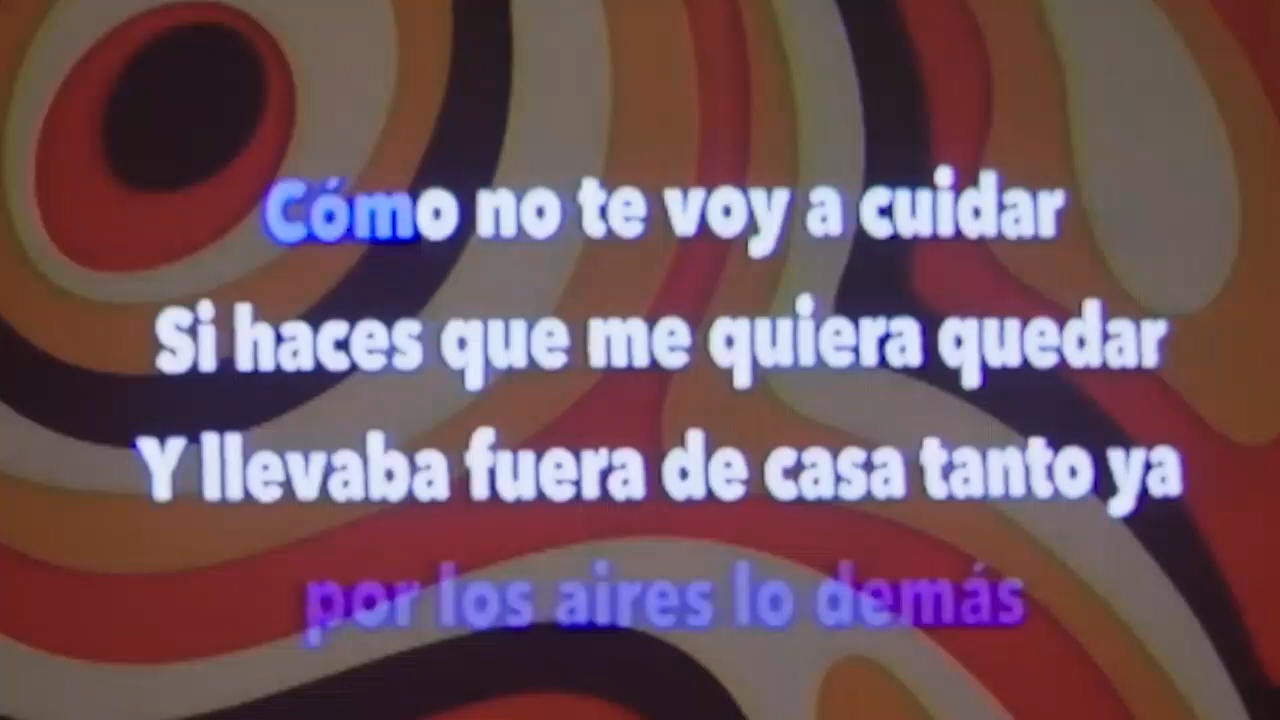 Cómo no te voy a cuidar
Si haces que me quiera quedar
Y llevaba fuera de casa tanto ya
por los aires lo demás